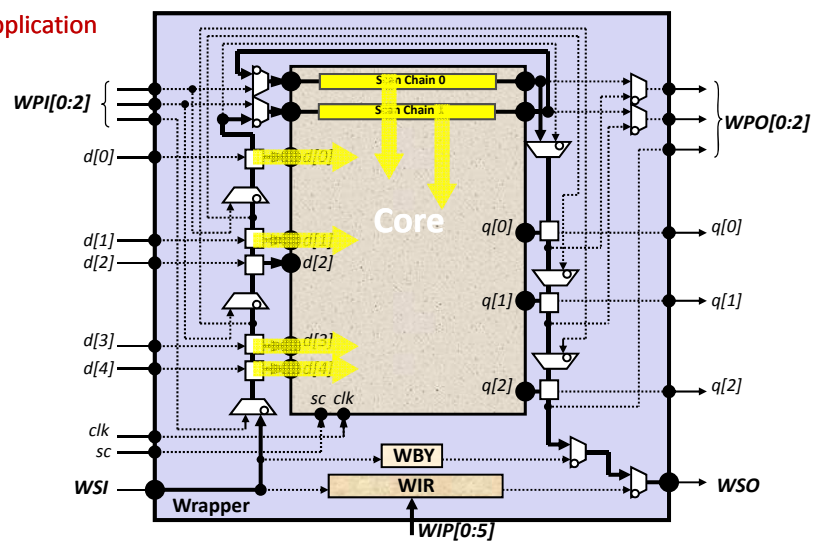 pplication
Scan Chain 0
WPI[0:2]
Scan Chain
WPO[0:2]
d[0]
d[0]
Core
q[0]
q[0]
d[1]
d[1]
d[2]
d[2]
q[1]
q[1]
d[3]
d[3]
d[4]
d[4]
q[2]
q[2]
sc clk
clk
sc
WBY
WSI
WIR
WSO
Wrapper
WIP[0:5]